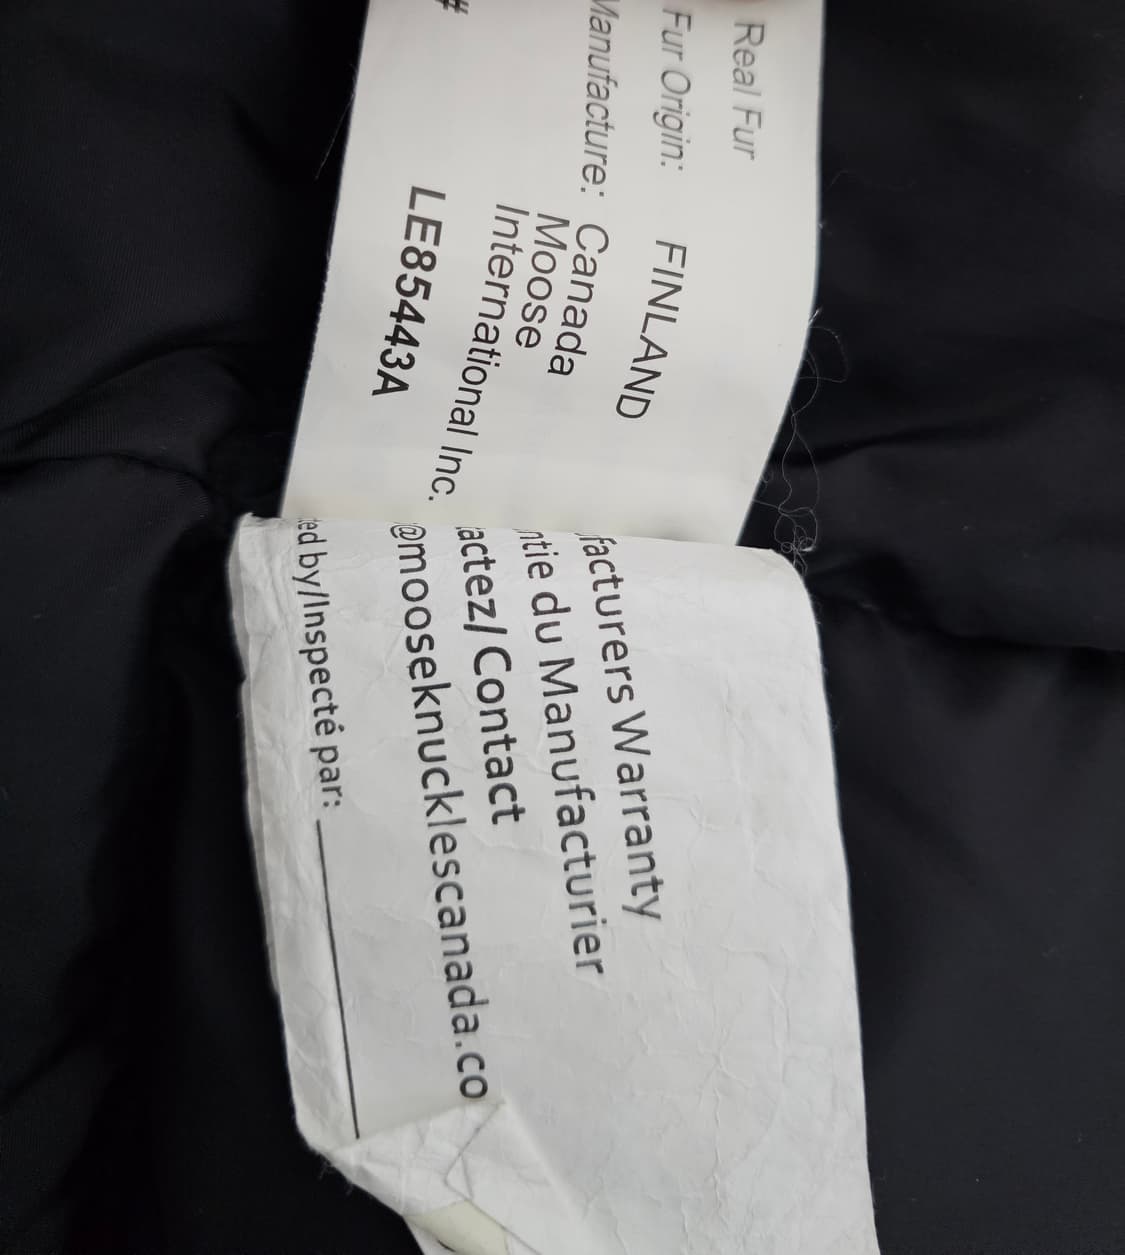 Real Fur
Fur Origin: FINLAND
Manufacture: Canada
Moose
International Inc.
# LE85443A
facturers Warranty
ntie du Manufacturier
actez/ Contact
@mooseknucklescanada.co
ted by/Inspecté par: